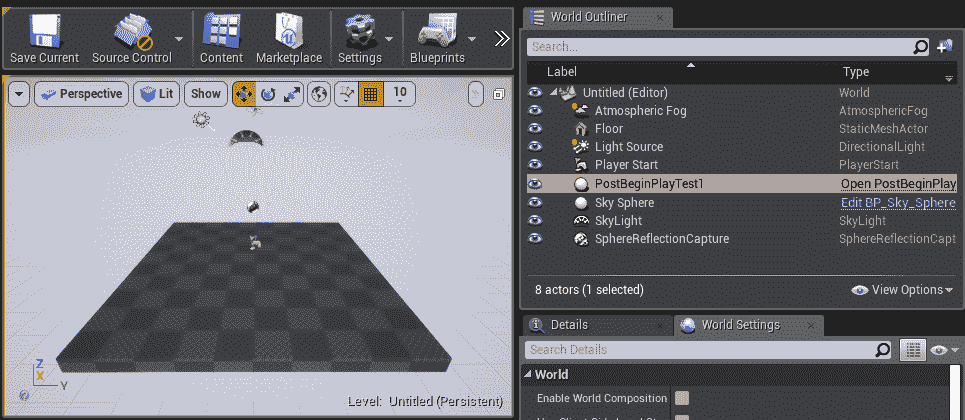 Save Current Source Control Content Marketplace Settings Blueprints
Perspective Lit Show 10
Z
X
Y
Level: Untitled (Persistent)
World Outliner
Search...
Label Type
Untitled (Editor) World
Atmospheric Fog AtmosphericFog
Floor StaticMeshActor
Light Source DirectionalLight
Player Start PlayerStart
PostBeginPlayTest1 Open PostBeginPlay
Sky Sphere Edit BP_Sky_Sphere
SkyLight SkyLight
SphereReflectionCapture SphereReflectionCapt
8 actors (1 selected) View Options
Details World Settings
Search Details
World
Enable World Composition